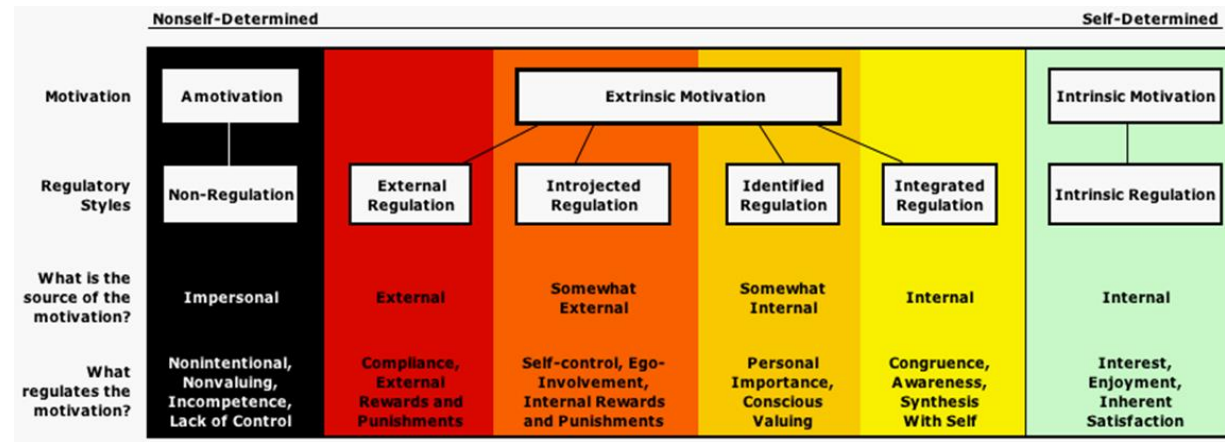 Nonself-Determined Self-Determined
Motivation
Amotivation
Extrinsic Motivation
Intrinsic Motivation
Regulatory
Styles
Non-Regulation
External
Regulation
Introjected
Regulation
Identified
Regulation
Integrated
Regulation
Intrinsic Regulation
What is the
source of the
motivation?
Impersonal
External
Somewhat
External
Somewhat
Internal
Internal
Internal
What
regulates the
motivation?
Nonintentional,
Nonvaluing,
Incompetence,
Lack of Control
Compliance,
External
Rewards and
Punishments
Self-control, Ego-
Involvement,
Internal Rewards
and Punishments
Personal
Importance,
Conscious
Valuing
Congruence,
Awareness,
Synthesis
With Self
Interest,
Enjoyment,
Inherent
Satisfaction